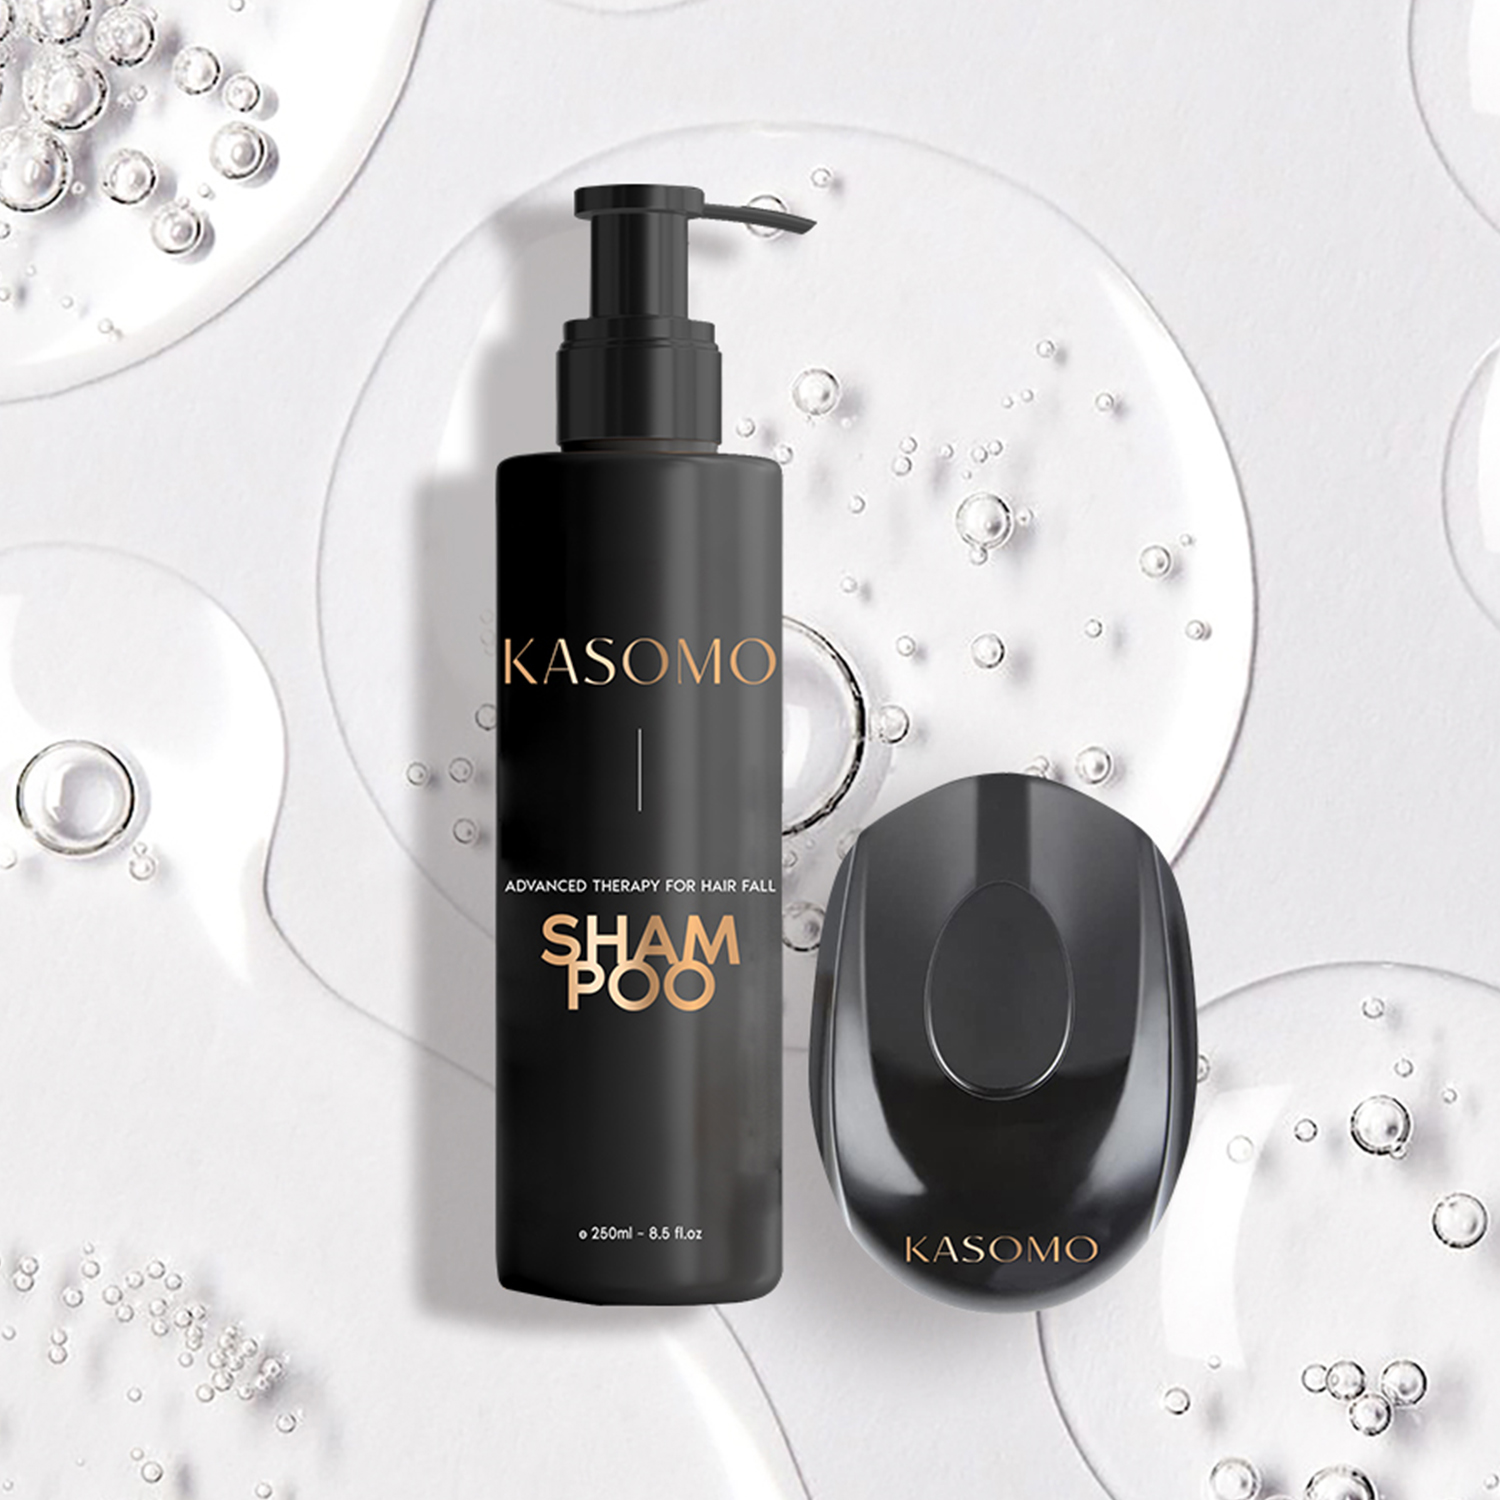 KASOMO
ADVANCED THERAPY FOR HAIR FALL
SHAM
POO
e 250ml - 8.5 fl.oz
KASOMO